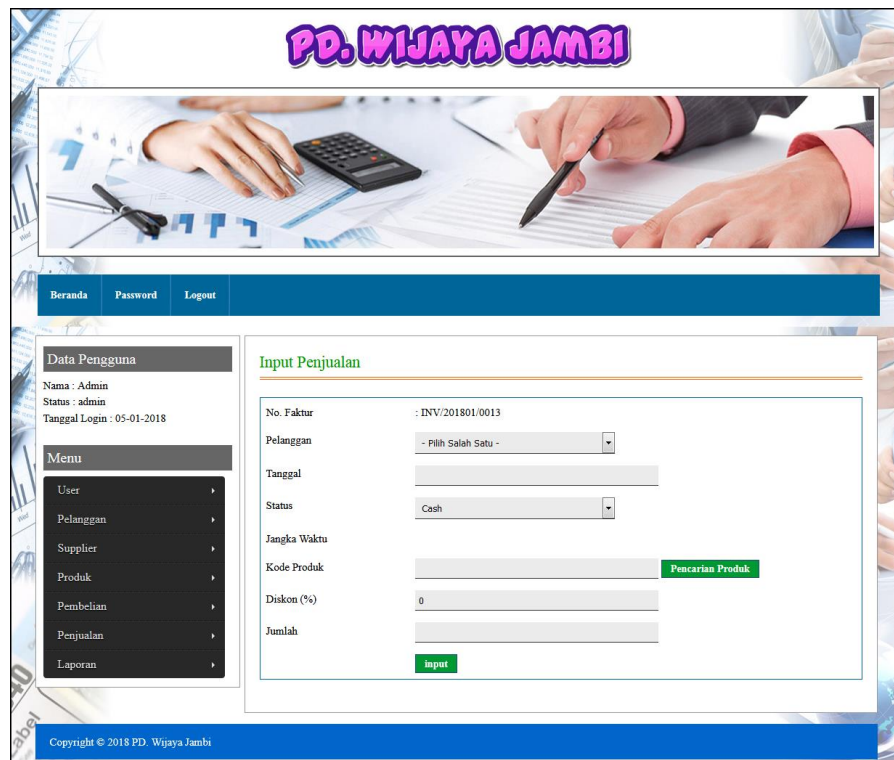 PD. WIJAYA JAMBI
Beranda Password Logout
Data Pengguna
Nama : Admin
Status : admin
Tanggal Login : 05-01-2018
Menu
User
Pelanggan
Supplier
Produk
Pembelian
Penjualan
Laporan
Input Penjualan
No. Faktur : INV/201801/0013
Pelanggan - Pilih Salah Satu -
Tanggal
Status Cash
Jangka Waktu
Kode Produk Pencarian Produk
Diskon (%) 0
Jumlah
input
Copyright © 2018 PD. Wijaya Jambi